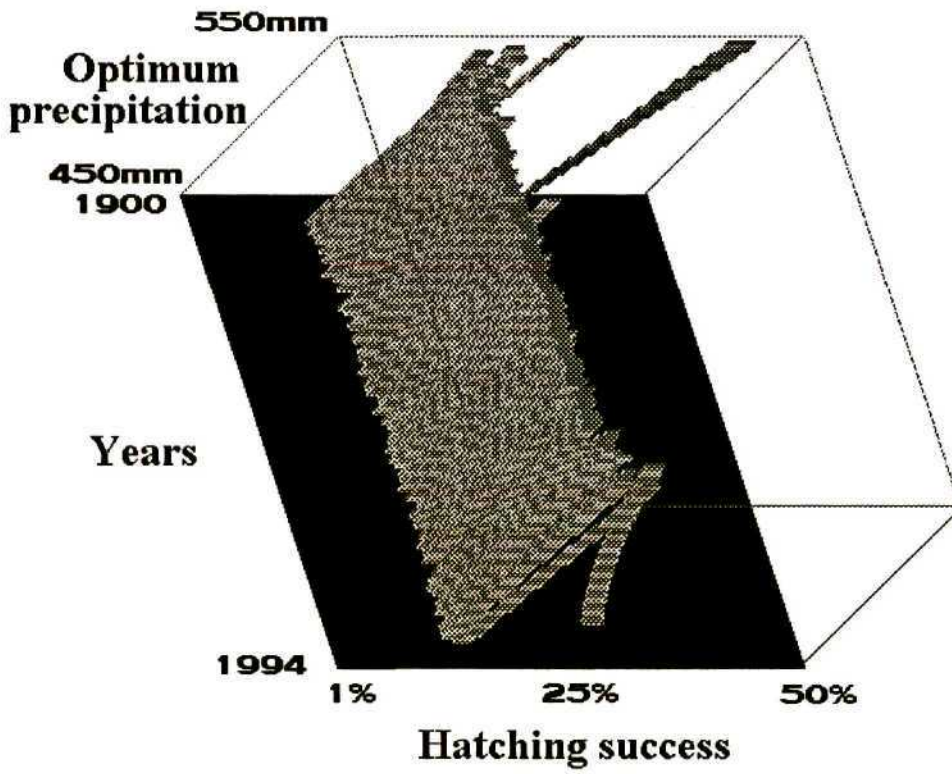 550mm
Optimum
precipitation
450mm
1900
Years
1994
1% 25% 50%
Hatching success